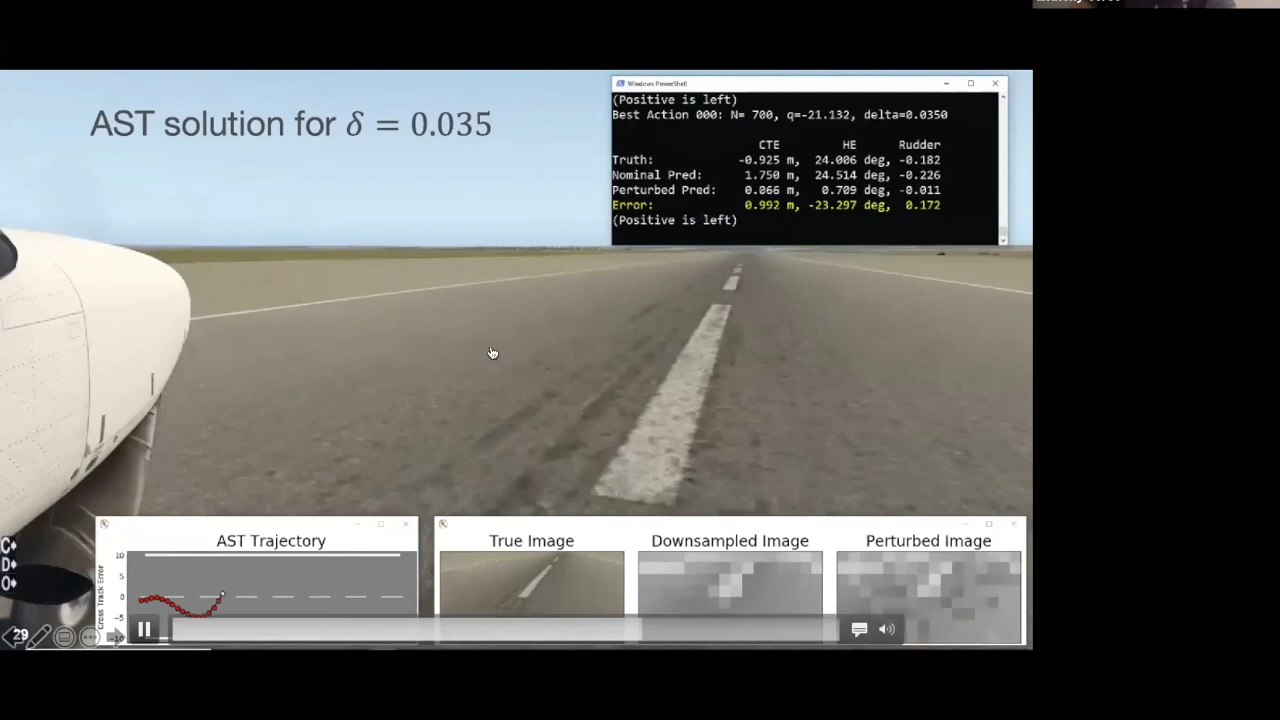 AST solution for δ = 0.035
Windows PowerShell
(Positive is left)
Best Action 000: N= 700, q=-21.132, delta=0.0350
CTE HE Rudder
Truth: -0.925 m, 24.006 deg, -0.182
Nominal Pred: 1.750 m, 24.514 deg, -0.226
Perturbed Pred: 0.066 m, 0.709 deg, -0.011
Error: 0.992 m, -23.297 deg, 0.172
(Positive is left)
AST Trajectory
Cross Track Error
10
5
0
-5
-10
True Image
Downsampled Image
Perturbed Image
C
D
O
29